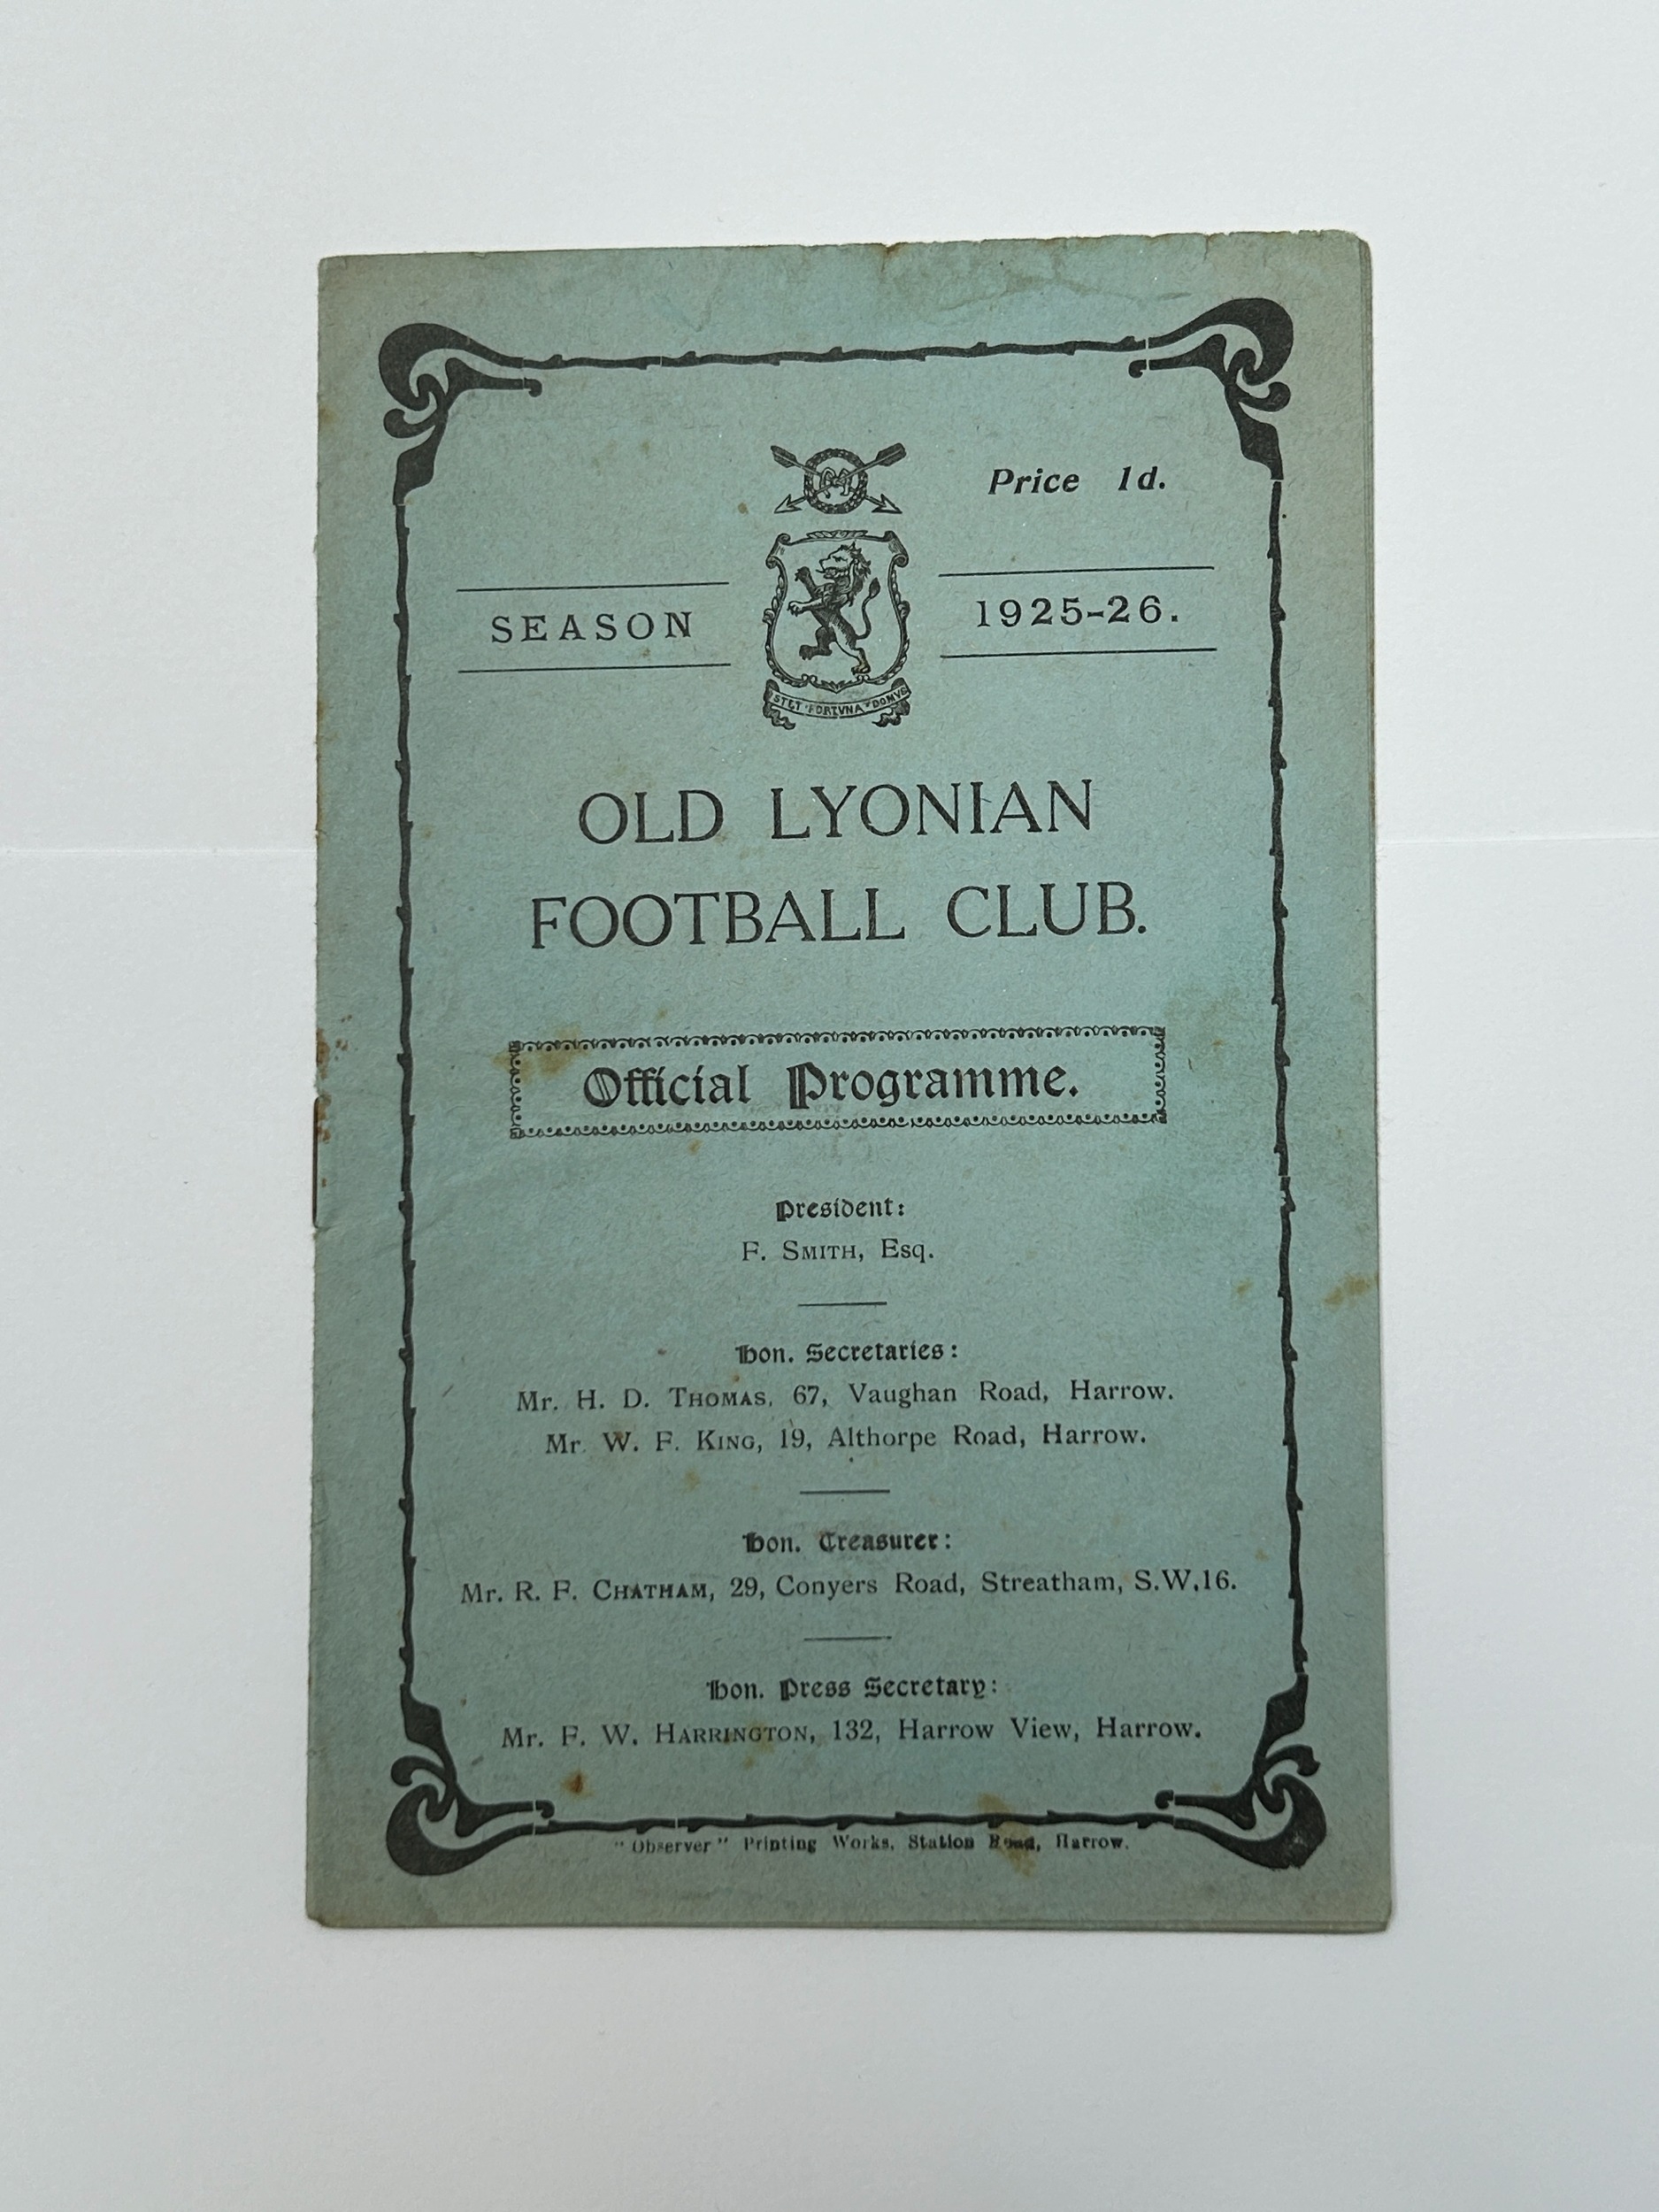 Price 1d.
SEASON 1925-26.
STET FORTVNA DOMVS
OLD LYONIAN
FOOTBALL CLUB.
Official Programme.
President:
F. SMITH, Esq.
Hon. Secretaries:
Mr. H. D. THOMAS, 67, Vaughan Road, Harrow.
Mr. W. F. KING, 19, Althorpe Road, Harrow.
Hon. Treasurer:
Mr. R. F. CHATHAM, 29, Conyers Road, Streatham, S.W.16.
Hon. Press Secretary:
Mr. F. W. HARRINGTON, 132, Harrow View, Harrow.
"Observer" Printing Works, Station Road, Harrow.